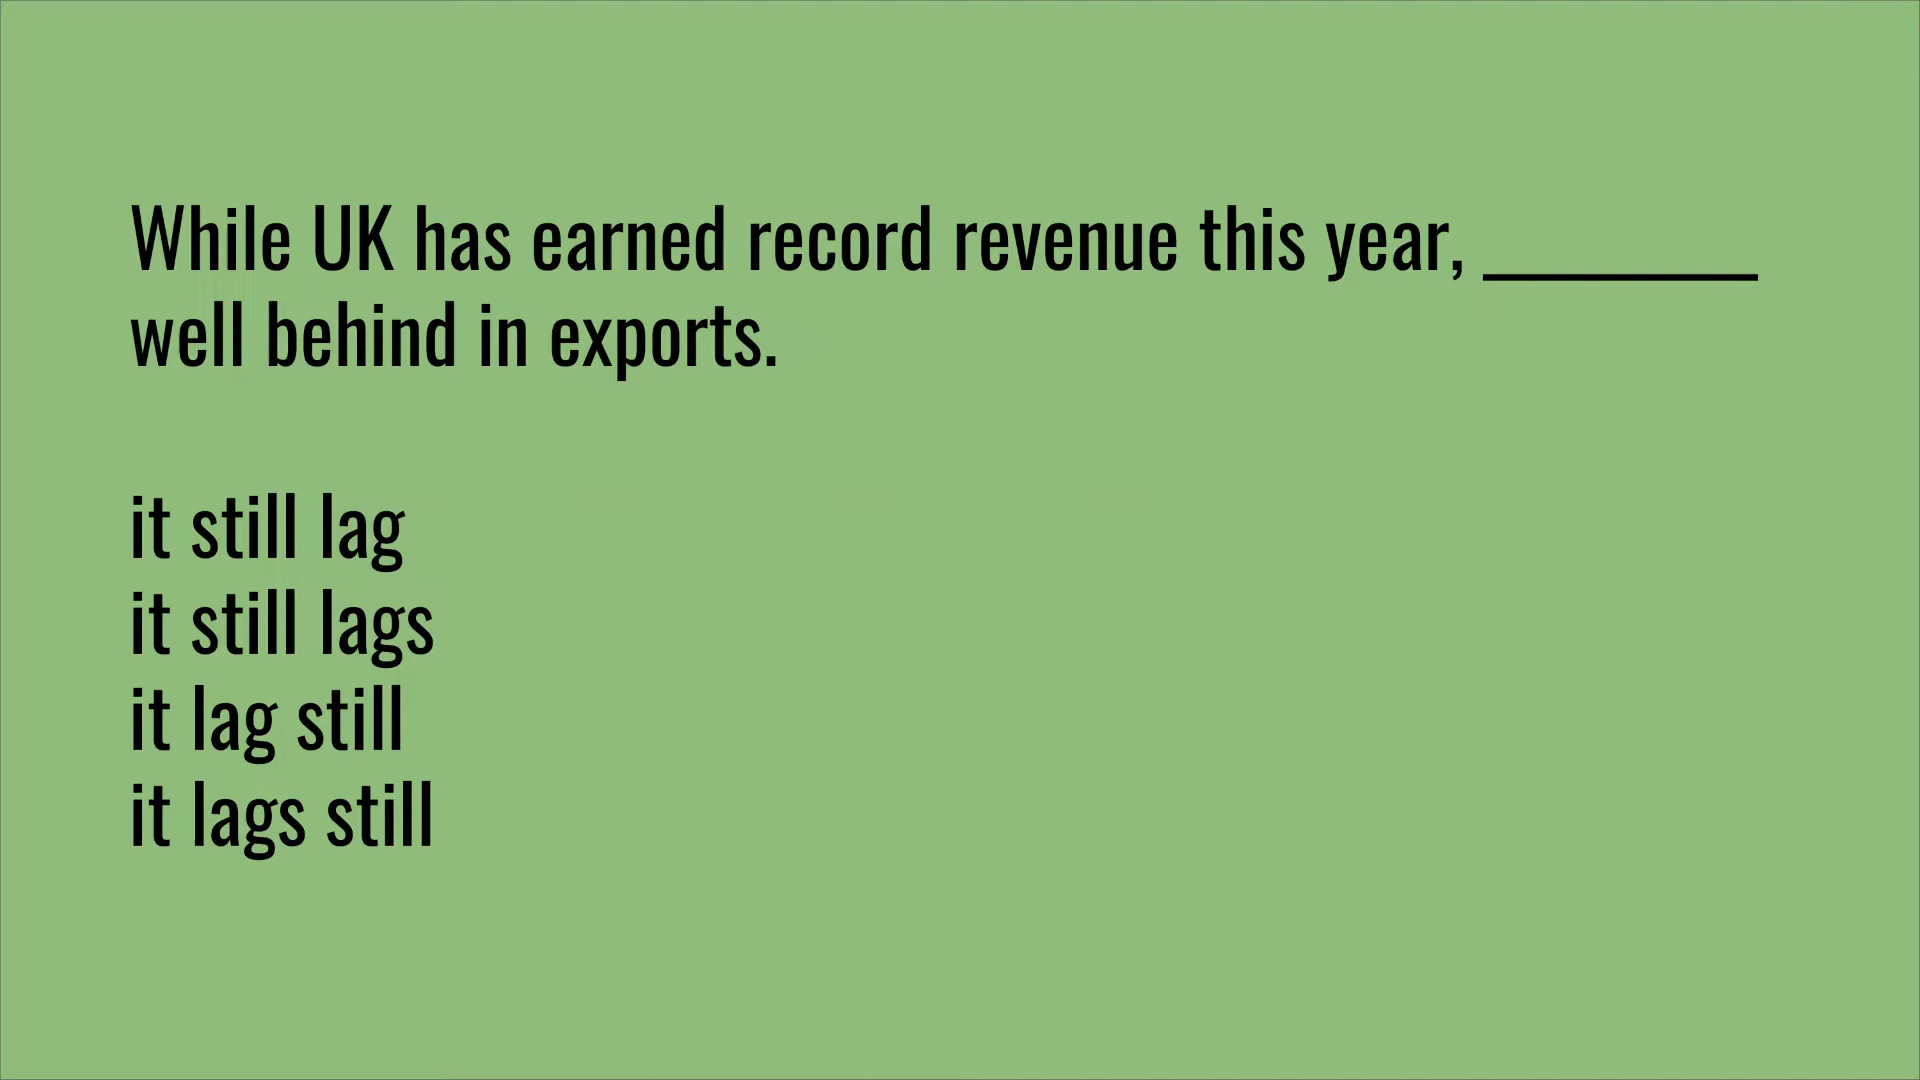 While UK has earned record revenue this year, __________
well behind in exports.
it still lag
it still lags
it lag still
it lags still